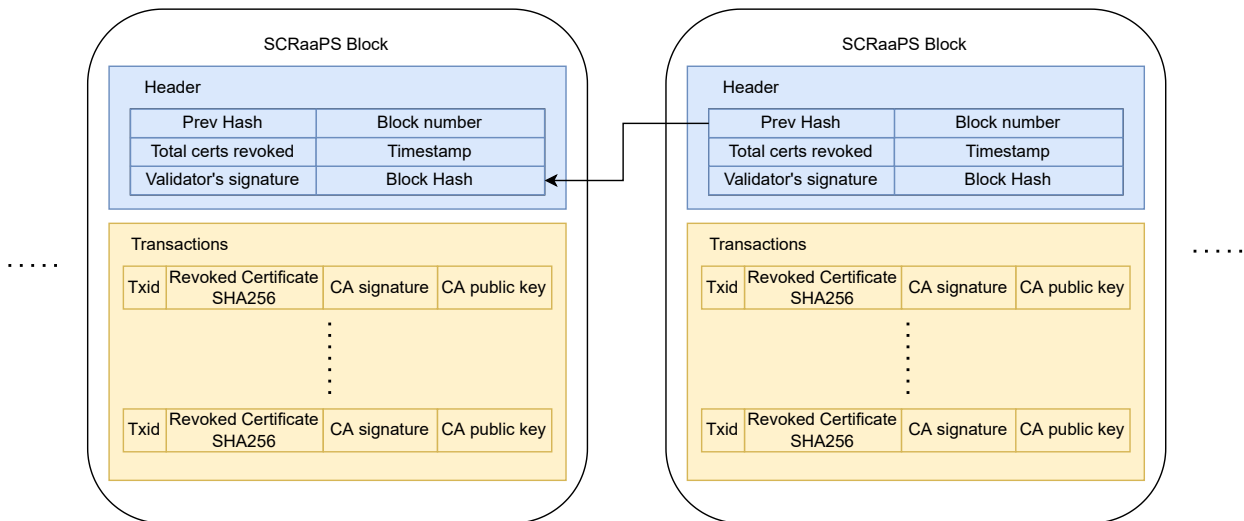 SCRaaPS Block
Header
Prev Hash Block number
Total certs revoked Timestamp
Validator's signature Block Hash
Transactions
Txid Revoked Certificate SHA256 CA signature CA public key
Txid Revoked Certificate SHA256 CA signature CA public key
SCRaaPS Block
Header
Prev Hash Block number
Total certs revoked Timestamp
Validator's signature Block Hash
Transactions
Txid Revoked Certificate SHA256 CA signature CA public key
Txid Revoked Certificate SHA256 CA signature CA public key